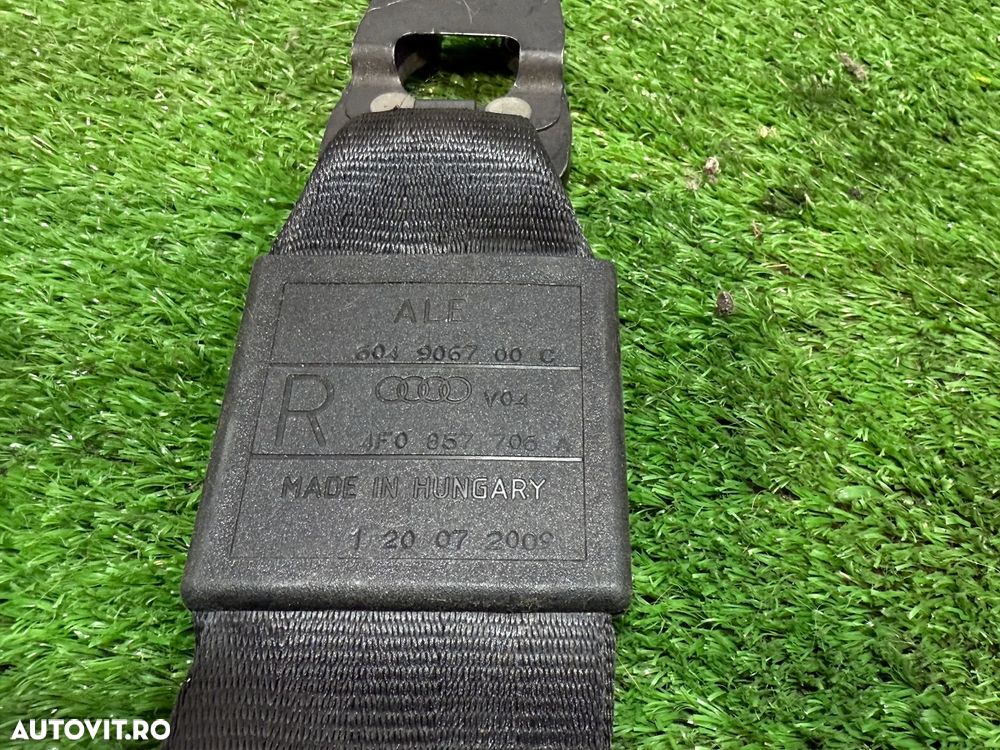 ALE
604 9067 00 C
R
V04
4F0 857 706 A
MADE IN HUNGARY
1 20 07 2009
AUTOVIT.RO